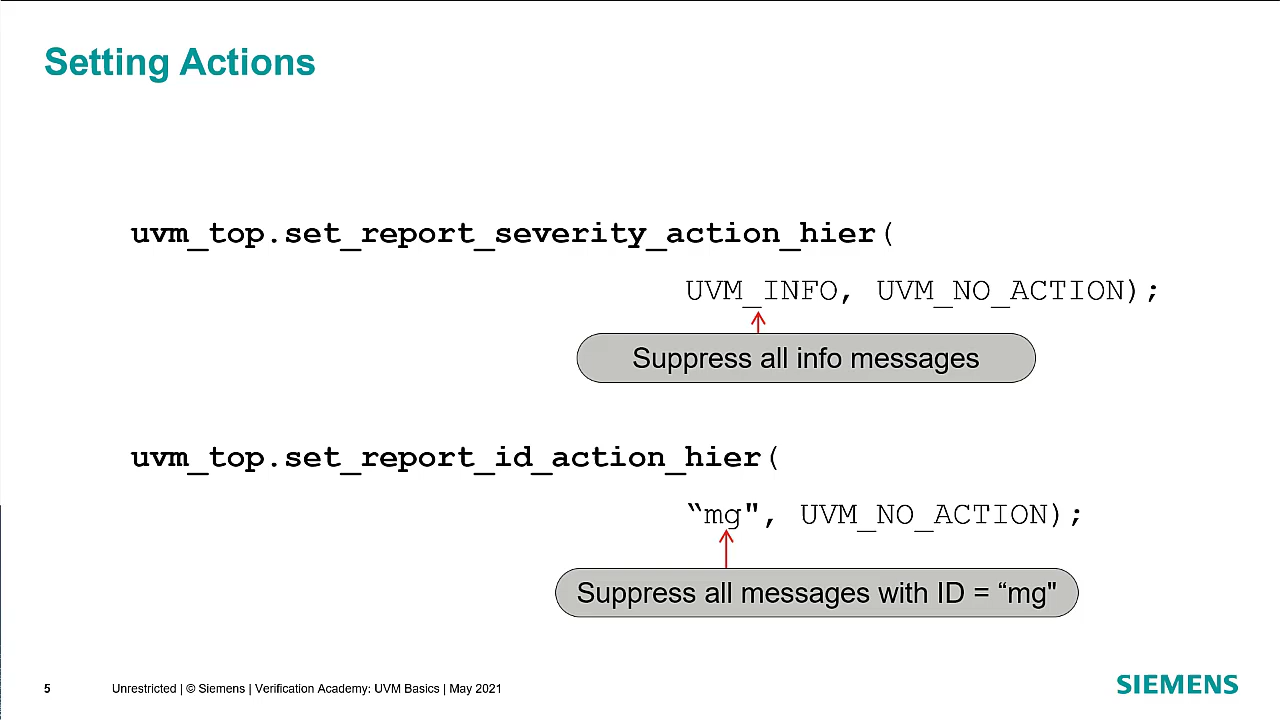 Setting Actions
uvm_top.set_report_severity_action_hier(
UVM_INFO, UVM_NO_ACTION);
Suppress all info messages
uvm_top.set_report_id_action_hier(
“mg", UVM_NO_ACTION);
Suppress all messages with ID = “mg"
5 Unrestricted | © Siemens | Verification Academy: UVM Basics | May 2021
SIEMENS